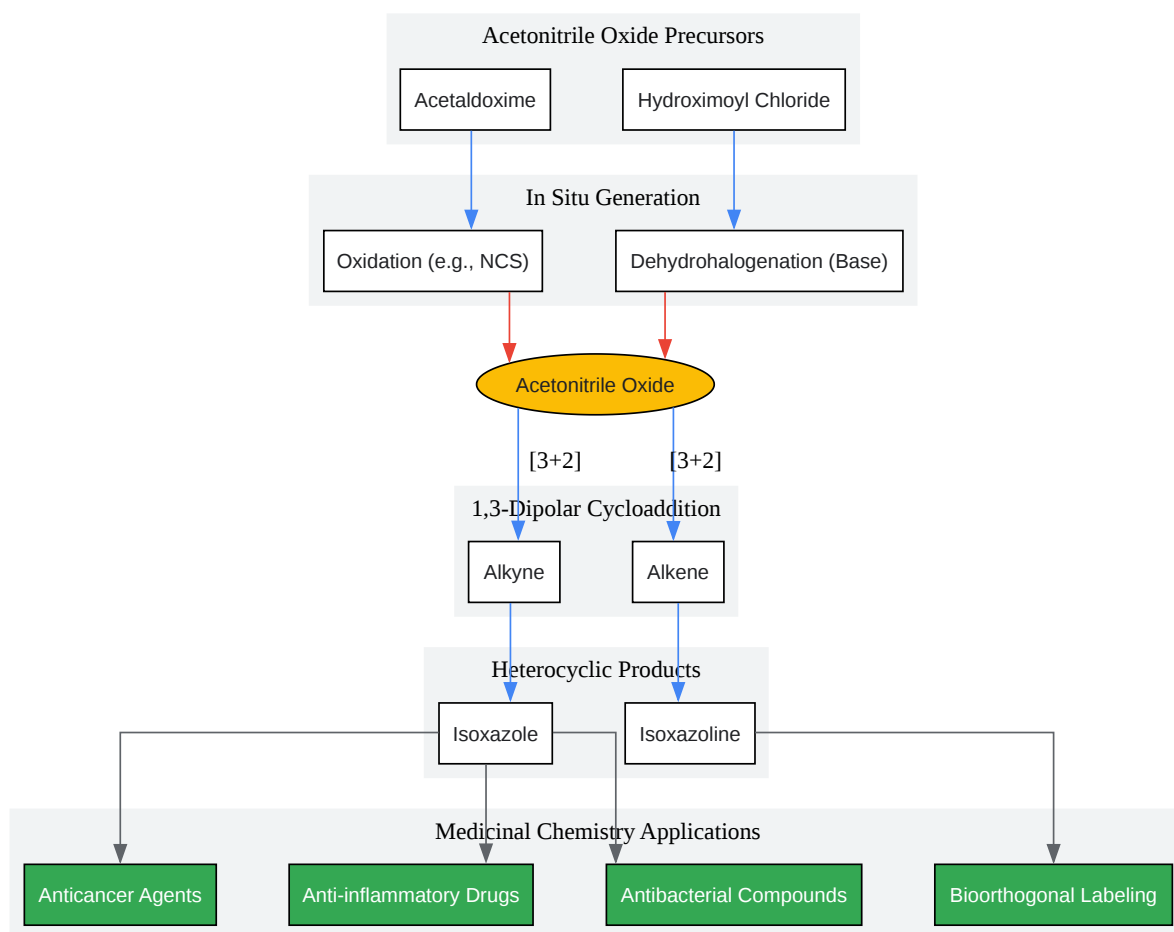 Acetonitrile Oxide Precursors
Acetaldoxime
Hydroximoyl Chloride
In Situ Generation
Oxidation (e.g., NCS)
Dehydrohalogenation (Base)
Acetonitrile Oxide
[3+2]
[3+2]
1,3-Dipolar Cycloaddition
Alkyne
Alkene
Heterocyclic Products
Isoxazole
Isoxazoline
Medicinal Chemistry Applications
Anticancer Agents
Anti-inflammatory Drugs
Antibacterial Compounds
Bioorthogonal Labeling